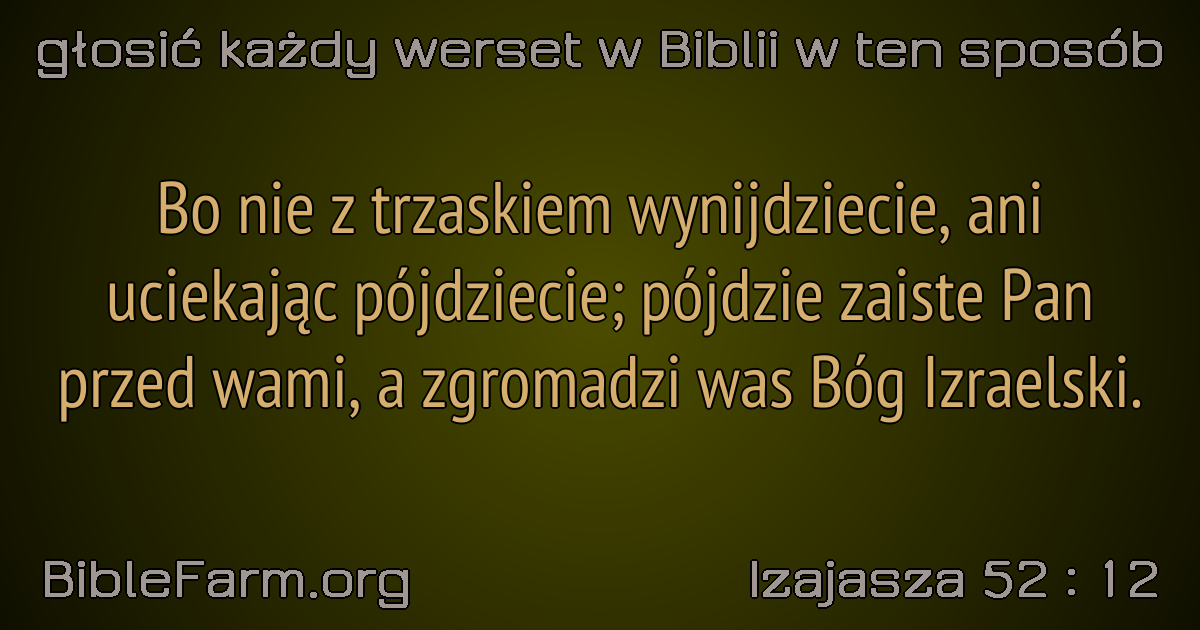 głosić każdy werset w Biblii w ten sposób
Bo nie z trzaskiem wynijdziecie, ani
uciekając pójdziecie; pójdzie zaiste Pan
przed wami, a zgromadzi was Bóg Izraelski.
BibleFarm.org
Izajasza 52 : 12